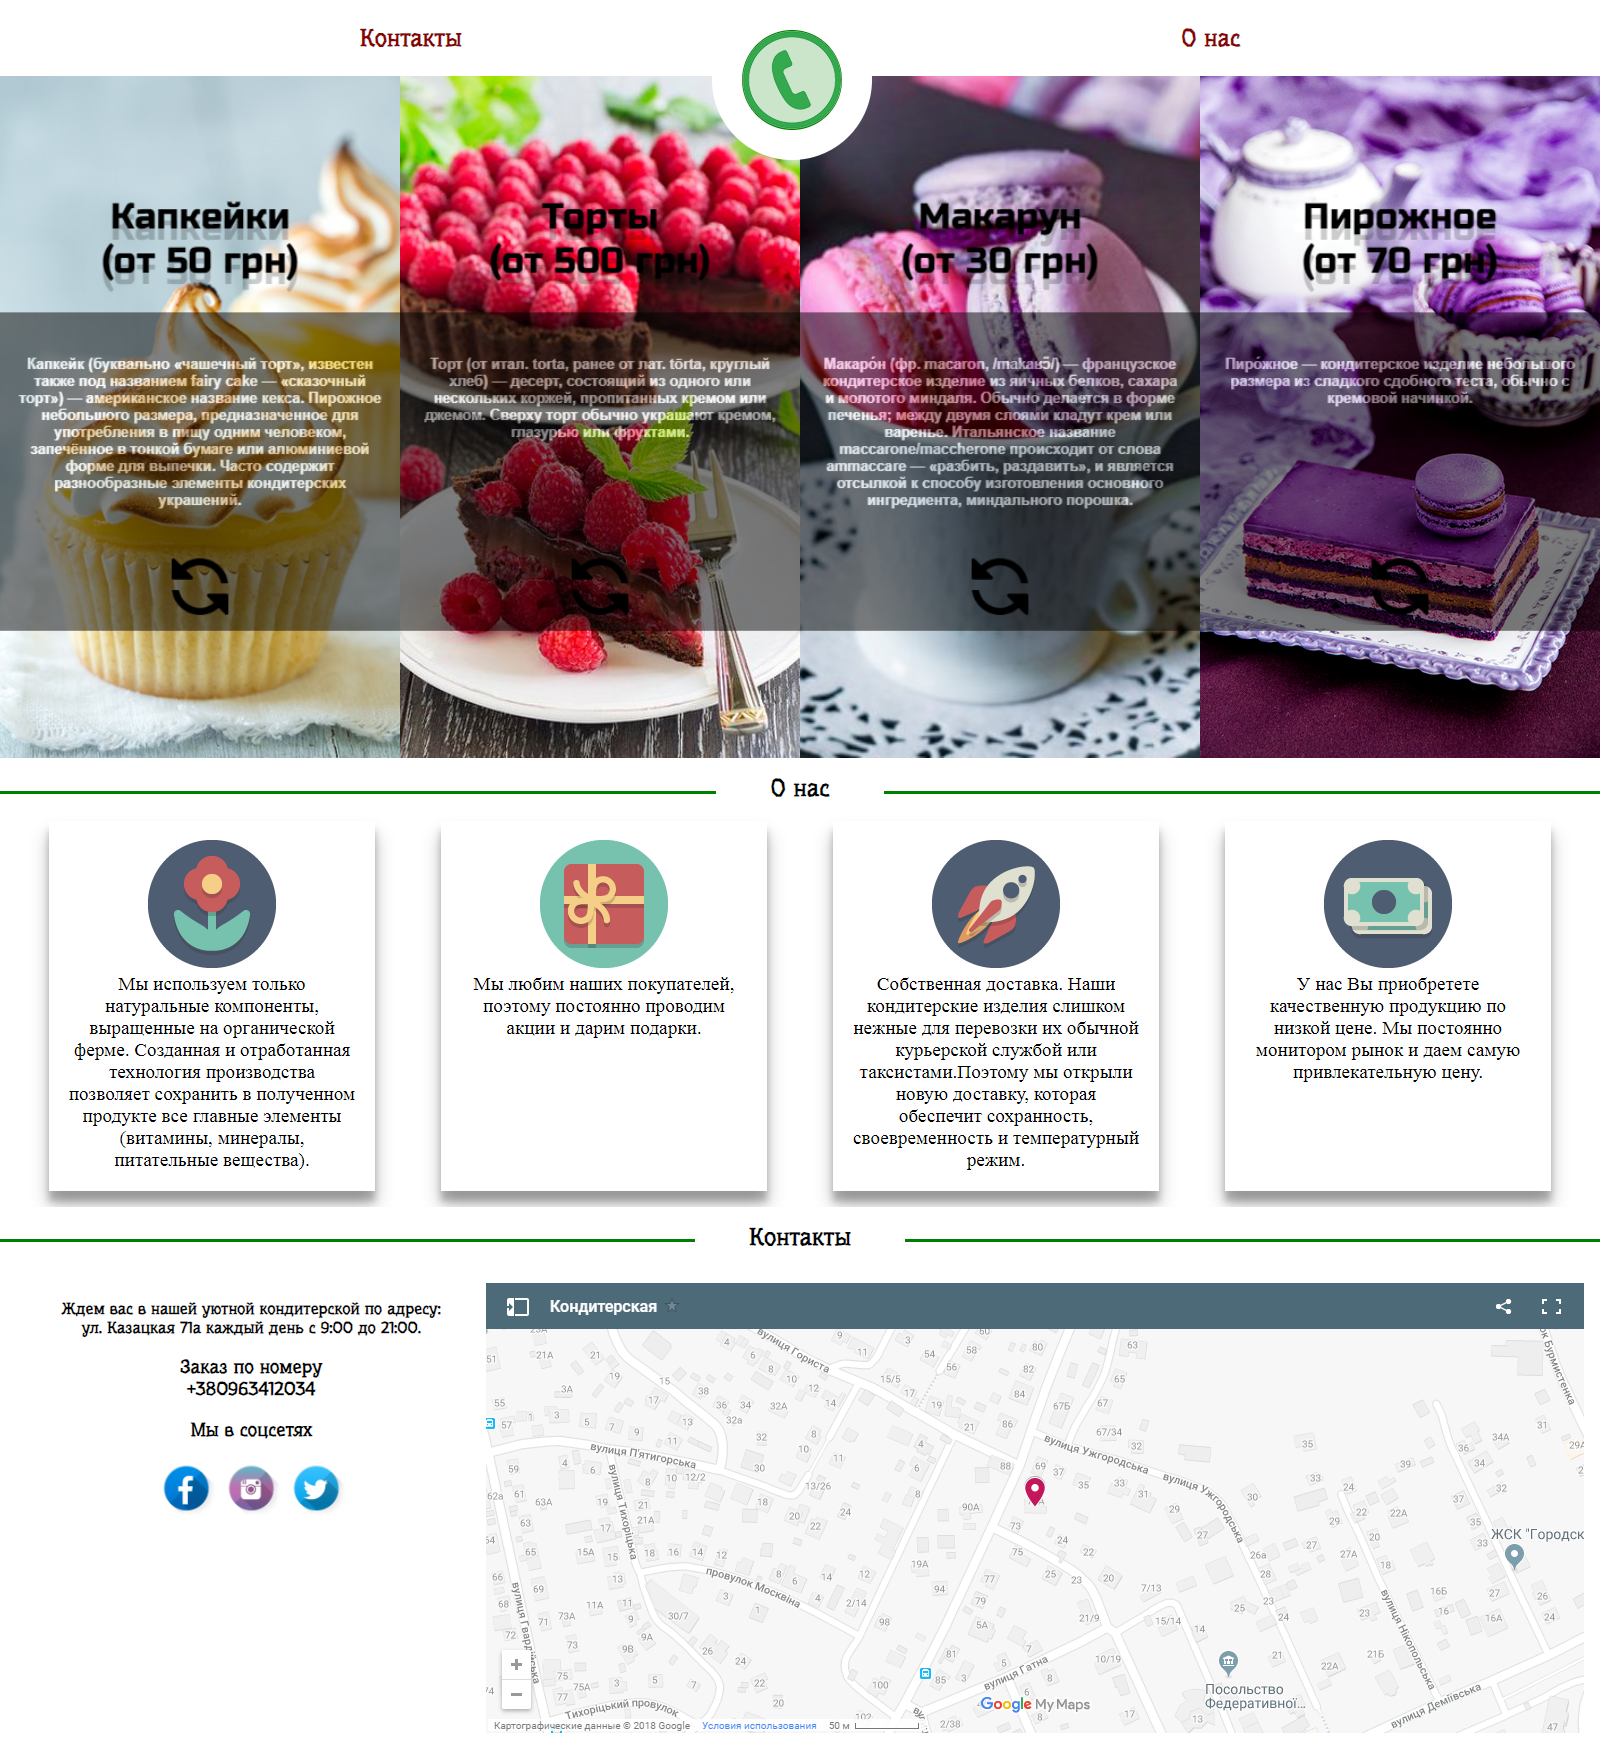 Контакты
О нас
Капкейки
(от 50 грн)
Капкейк (буквально «чашечный торт», известен
также под названием fairy cake — «сказочный
торт») — американское название кекса. Пирожное
небольшого размера, предназначенное для
употребления в пищу одним человеком,
запечённое в тонкой бумаге или алюминиевой
форме для выпечки. Часто содержит
разнообразные элементы кондитерских
украшений.
Торты
(от 500 грн)
Торт (от итал. torta, ранее от лат. tōrta, круглый
хлеб) — десерт, состоящий из одного или
нескольких коржей, пропитанных кремом или
джемом. Сверху торт обычно украшают кремом,
глазурью или фруктами.
Макарун
(от 30 грн)
Макаро́н (фр. macaron, /makaʁɔ̃/) — французское
кондитерское изделие из яичных белков, сахара
и молотого миндаля. Обычно делается в форме
печенья; между двумя слоями кладут крем или
варенье. Итальянское название
maccarone/maccherone происходит от слова
ammaccare — «разбить, раздавить», и является
отсылкой к способу изготовления основного
ингредиента, миндального порошка.
Пирожное
(от 70 грн)
Пиро́жное — кондитерское изделие небольшого
размера из сладкого сдобного теста, обычно с
кремовой начинкой.
О нас
Мы используем только
натуральные компоненты,
выращенные на органической
ферме. Созданная и отработанная
технология производства
позволяет сохранить в полученном
продукте все главные элементы
(витамины, минералы,
питательные вещества).
Мы любим наших покупателей,
поэтому постоянно проводим
акции и дарим подарки.
Собственная доставка. Наши
кондитерские изделия слишком
нежные для перевозки их обычной
курьерской службой или
таксистами.Поэтому мы открыли
новую доставку, которая
обеспечит сохранность,
своевременность и температурный
режим.
У нас Вы приобретете
качественную продукцию по
низкой цене. Мы постоянно
монитором рынок и даем самую
привлекательную цену.
Контакты
Ждем вас в нашей уютной кондитерской по адресу:
ул. Казацкая 71а каждый день с 9:00 до 21:00.
Заказ по номеру
+380963412034
Мы в соцсетях
Кондитерская
вулиця Гориста
вулиця П'ятигорська
вулиця Тихоріцька
провулок Москвіна
вулиця Ужгородська
вулиця Ужгородська
ЖСК "Городск
вулиця Нікопольська
вулиця Гатна
Посольство
Федеративної...
вулиця Деміївська
Тихоріцький провулок
Google My Maps
Картографические данные © 2018 Google
Условия использования
50 м